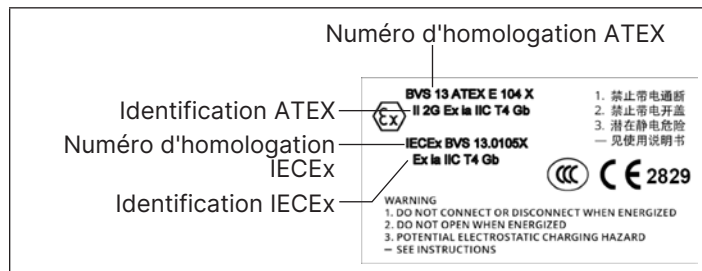 Numéro d'homologation ATEX
BVS 13 ATEX E 104 X
Identification ATEX
II 2G Ex ia IIC T4 Gb
Ex
Numéro d'homologation
IECEx
IECEx BVS 13.0105X
Identification IECEx
Ex ia IIC T4 Gb
1. 禁止带电通断
2. 禁止带电开盖
3. 潜在静电危险
— 见使用说明书
CCC CE 2829
WARNING
1. DO NOT CONNECT OR DISCONNECT WHEN ENERGIZED
2. DO NOT OPEN WHEN ENERGIZED
3. POTENTIAL ELECTROSTATIC CHARGING HAZARD
– SEE INSTRUCTIONS